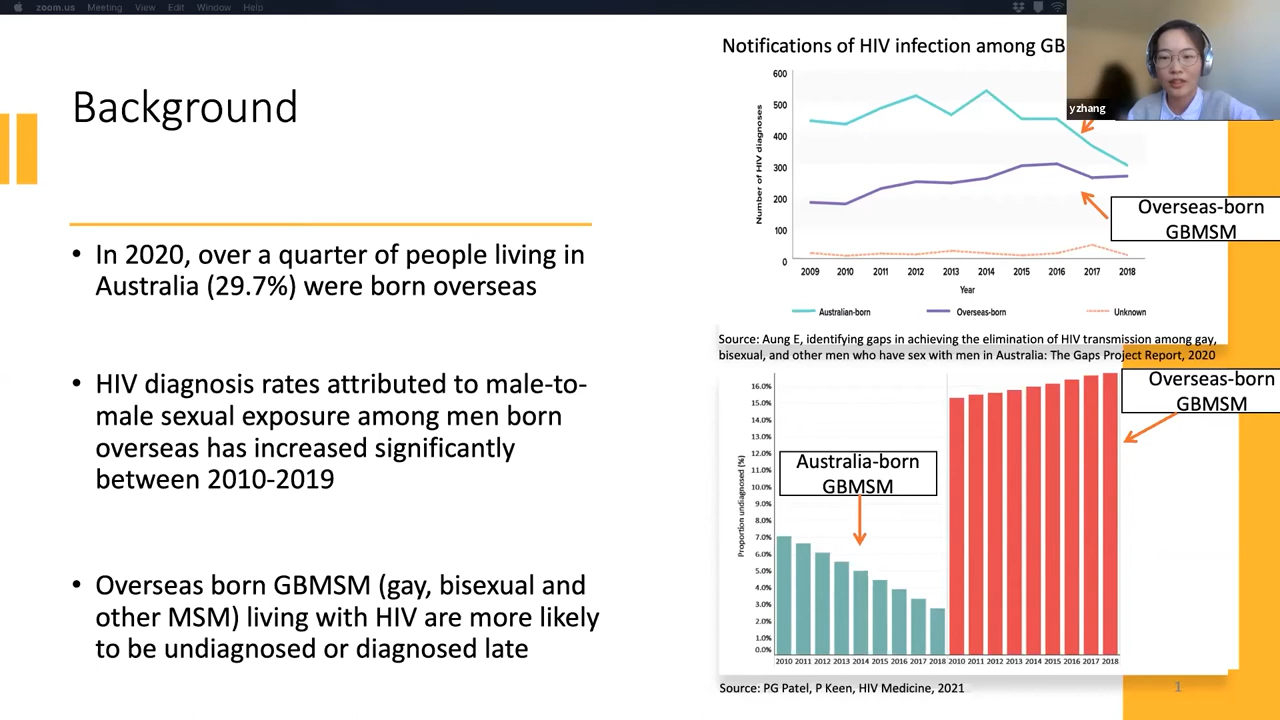 zoom.us Meeting View Edit Window Help
Background
• In 2020, over a quarter of people living in
Australia (29.7%) were born overseas
• HIV diagnosis rates attributed to male-to-
male sexual exposure among men born
overseas has increased significantly
between 2010-2019
• Overseas born GBMSM (gay, bisexual and
other MSM) living with HIV are more likely
to be undiagnosed or diagnosed late
Notifications of HIV infection among GB
yzhang
Number of HIV diagnoses
600
500
400
300
200
100
0
2009 2010 2011 2012 2013 2014 2015 2016 2017 2018
Year
Australian-born Overseas-born Unknown
Overseas-born
GBMSM
Source: Aung E, identifying gaps in achieving the elimination of HIV transmission among gay,
bisexual, and other men who have sex with men in Australia: The Gaps Project Report, 2020
Proportion undiagnosed (%)
16.0%
15.0%
14.0%
13.0%
12.0%
11.0%
10.0%
9.0%
8.0%
7.0%
6.0%
5.0%
4.0%
3.0%
2.0%
1.0%
0.0%
Australia-born
GBMSM
Overseas-born
GBMSM
2010 2011 2012 2013 2014 2015 2016 2017 2018 2010 2011 2012 2013 2014 2015 2016 2017 2018
Source: PG Patel, P Keen, HIV Medicine, 2021
1